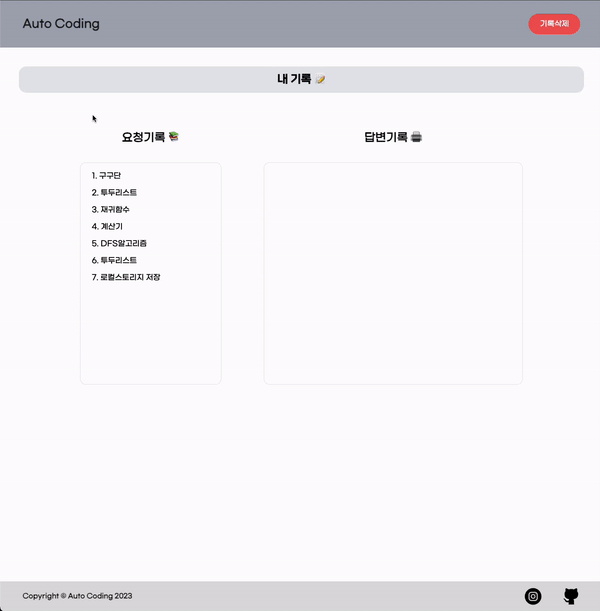 Auto Coding
기록삭제
내 기록 📝
요청기록 📚
답변기록 🖨️
1. 구구단
2. 투두리스트
3. 재귀함수
4. 계산기
5. DFS알고리즘
6. 투두리스트
7. 로컬스토리지 저장
Copyright © Auto Coding 2023